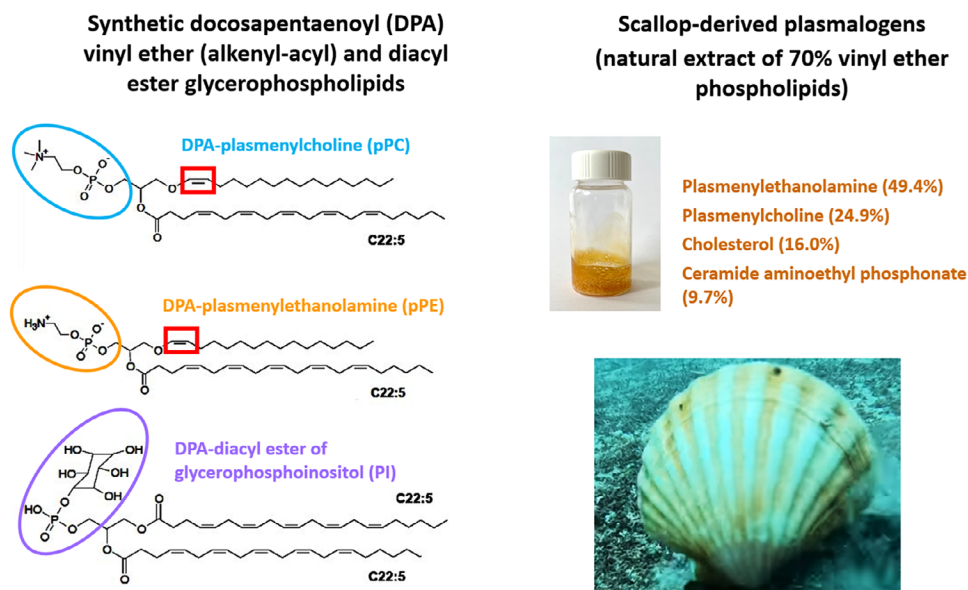 Synthetic docosapentaenoyl (DPA)
vinyl ether (alkenyl-acyl) and diacyl
ester glycerophospholipids
DPA-plasmenylcholine (pPC)
N+
O
P
O-
O
O
O
O
O
C22:5
DPA-plasmenylethanolamine (pPE)
H3N+
O
P
O-
O
O
O
O
O
C22:5
DPA-diacyl ester of
glycerophosphoinositol (PI)
HO
OH
HO
OH
OH
O
HO
P
O
O
O
O
O
O
C22:5
C22:5
Scallop-derived plasmalogens
(natural extract of 70% vinyl ether
phospholipids)
Plasmenylethanolamine (49.4%)
Plasmenylcholine (24.9%)
Cholesterol (16.0%)
Ceramide aminoethyl phosphonate
(9.7%)